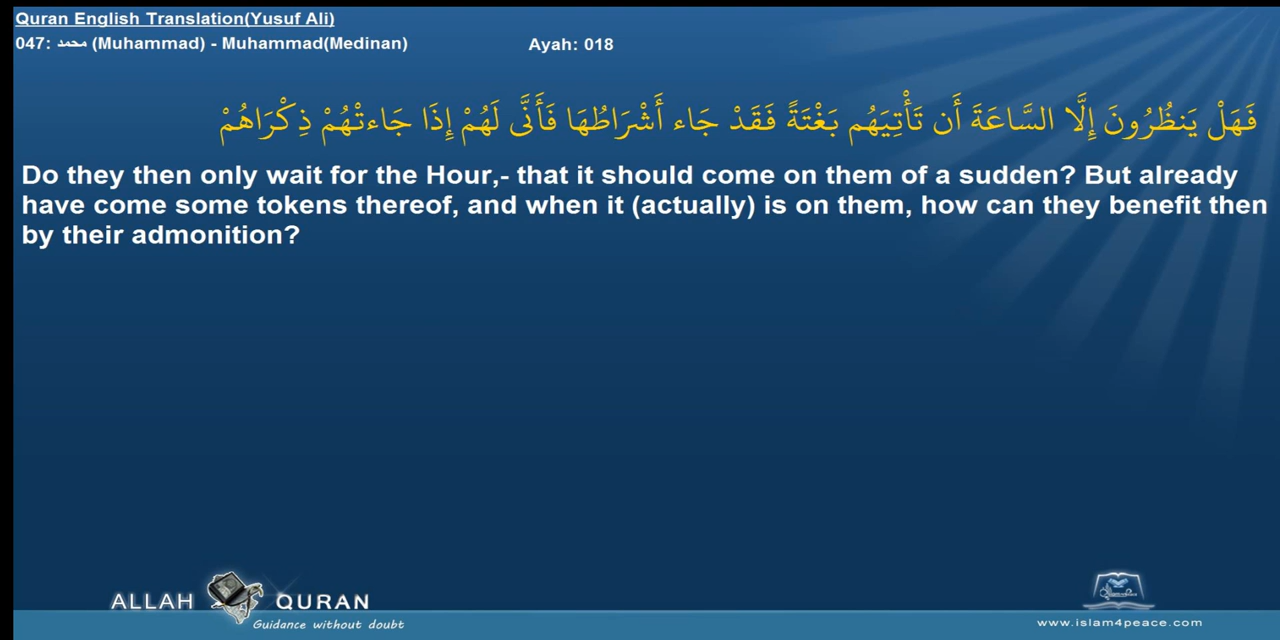 Quran English Translation(Yusuf Ali)
047: محمد (Muhammad) - Muhammad(Medinan) Ayah: 018
فَهَلْ يَنظُرُونَ إِلَّا السَّاعَةَ أَن تَأْتِيَهُم بَغْتَةً فَقَدْ جَاء أَشْرَاطُهَا فَأَنَّى لَهُمْ إِذَا جَاءتْهُمْ ذِكْرَاهُمْ
Do they then only wait for the Hour,- that it should come on them of a sudden? But already
have come some tokens thereof, and when it (actually) is on them, how can they benefit then
by their admonition?
ALLAH QURAN
Guidance without doubt
www.islam4peace.com